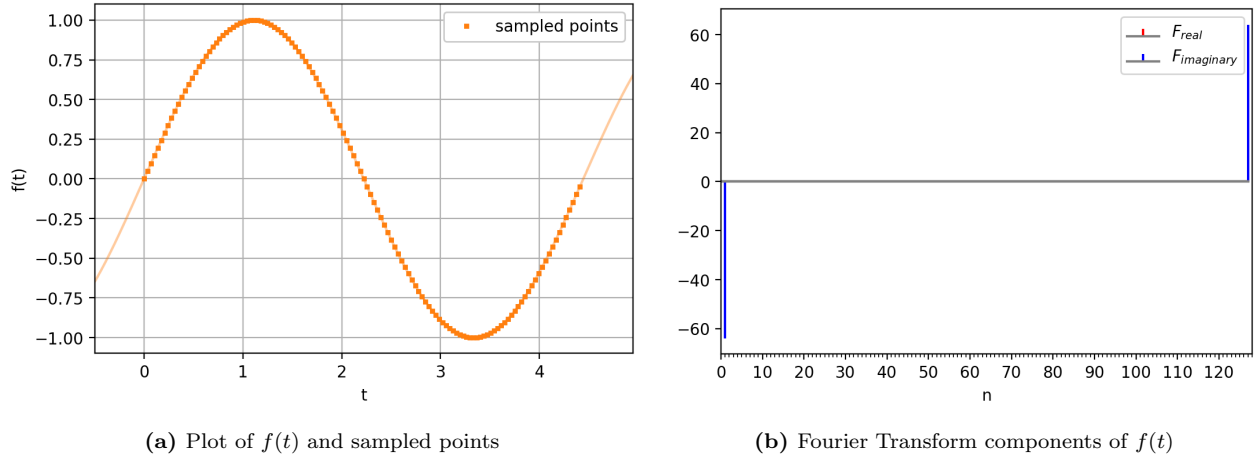 1.00
0.75
0.50
0.25
0.00
−0.25
−0.50
−0.75
−1.00
f(t)
sampled points
0 1 2 3 4
t
(a) Plot of f(t) and sampled points
60
40
20
0
−20
−40
−60
F_real
F_imaginary
0 10 20 30 40 50 60 70 80 90 100 110 120
n
(b) Fourier Transform components of f(t)